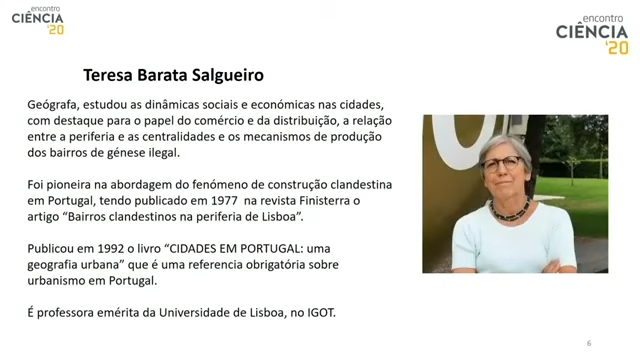 encontro
CIÊNCIA
'20
encontro
CIÊNCIA
'20
Teresa Barata Salgueiro
Geógrafa, estudou as dinâmicas sociais e económicas nas cidades,
com destaque para o papel do comércio e da distribuição, a relação
entre a periferia e as centralidades e os mecanismos de produção
dos bairros de génese ilegal.
Foi pioneira na abordagem do fenómeno de construção clandestina
em Portugal, tendo publicado em 1977 na revista Finisterra o
artigo “Bairros clandestinos na periferia de Lisboa”.
Publicou em 1992 o livro “CIDADES EM PORTUGAL: uma
geografia urbana” que é uma referencia obrigatória sobre
urbanismo em Portugal.
É professora emérita da Universidade de Lisboa, no IGOT.
6